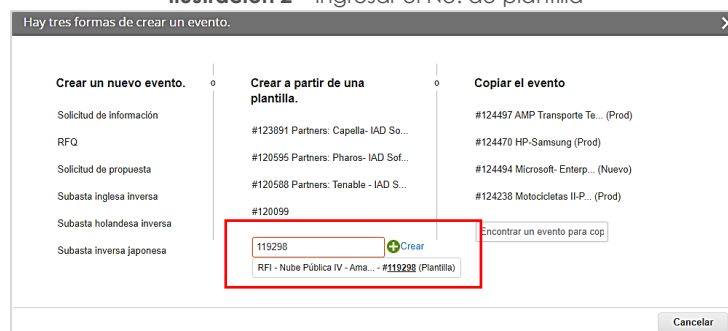 Hay tres formas de crear un evento.
Crear un nuevo evento.
Solicitud de información
RFQ
Solicitud de propuesta
Subasta inglesa inversa
Subasta holandesa inversa
Subasta inversa japonesa
o
Crear a partir de una
plantilla.
#123891 Partners: Capella- IAD So...
#120595 Partners: Pharos- IAD Sof...
#120588 Partners: Tenable - IAD S...
#120099
119298
Crear
RFI - Nube Pública IV - Ama... - #119298 (Plantilla)
o
Copiar el evento
#124497 AMP Transporte Te... (Prod)
#124470 HP-Samsung (Prod)
#124494 Microsoft- Enterp... (Nuevo)
#124238 Motocicletas II-P... (Prod)
Encontrar un evento para cop
Cancelar